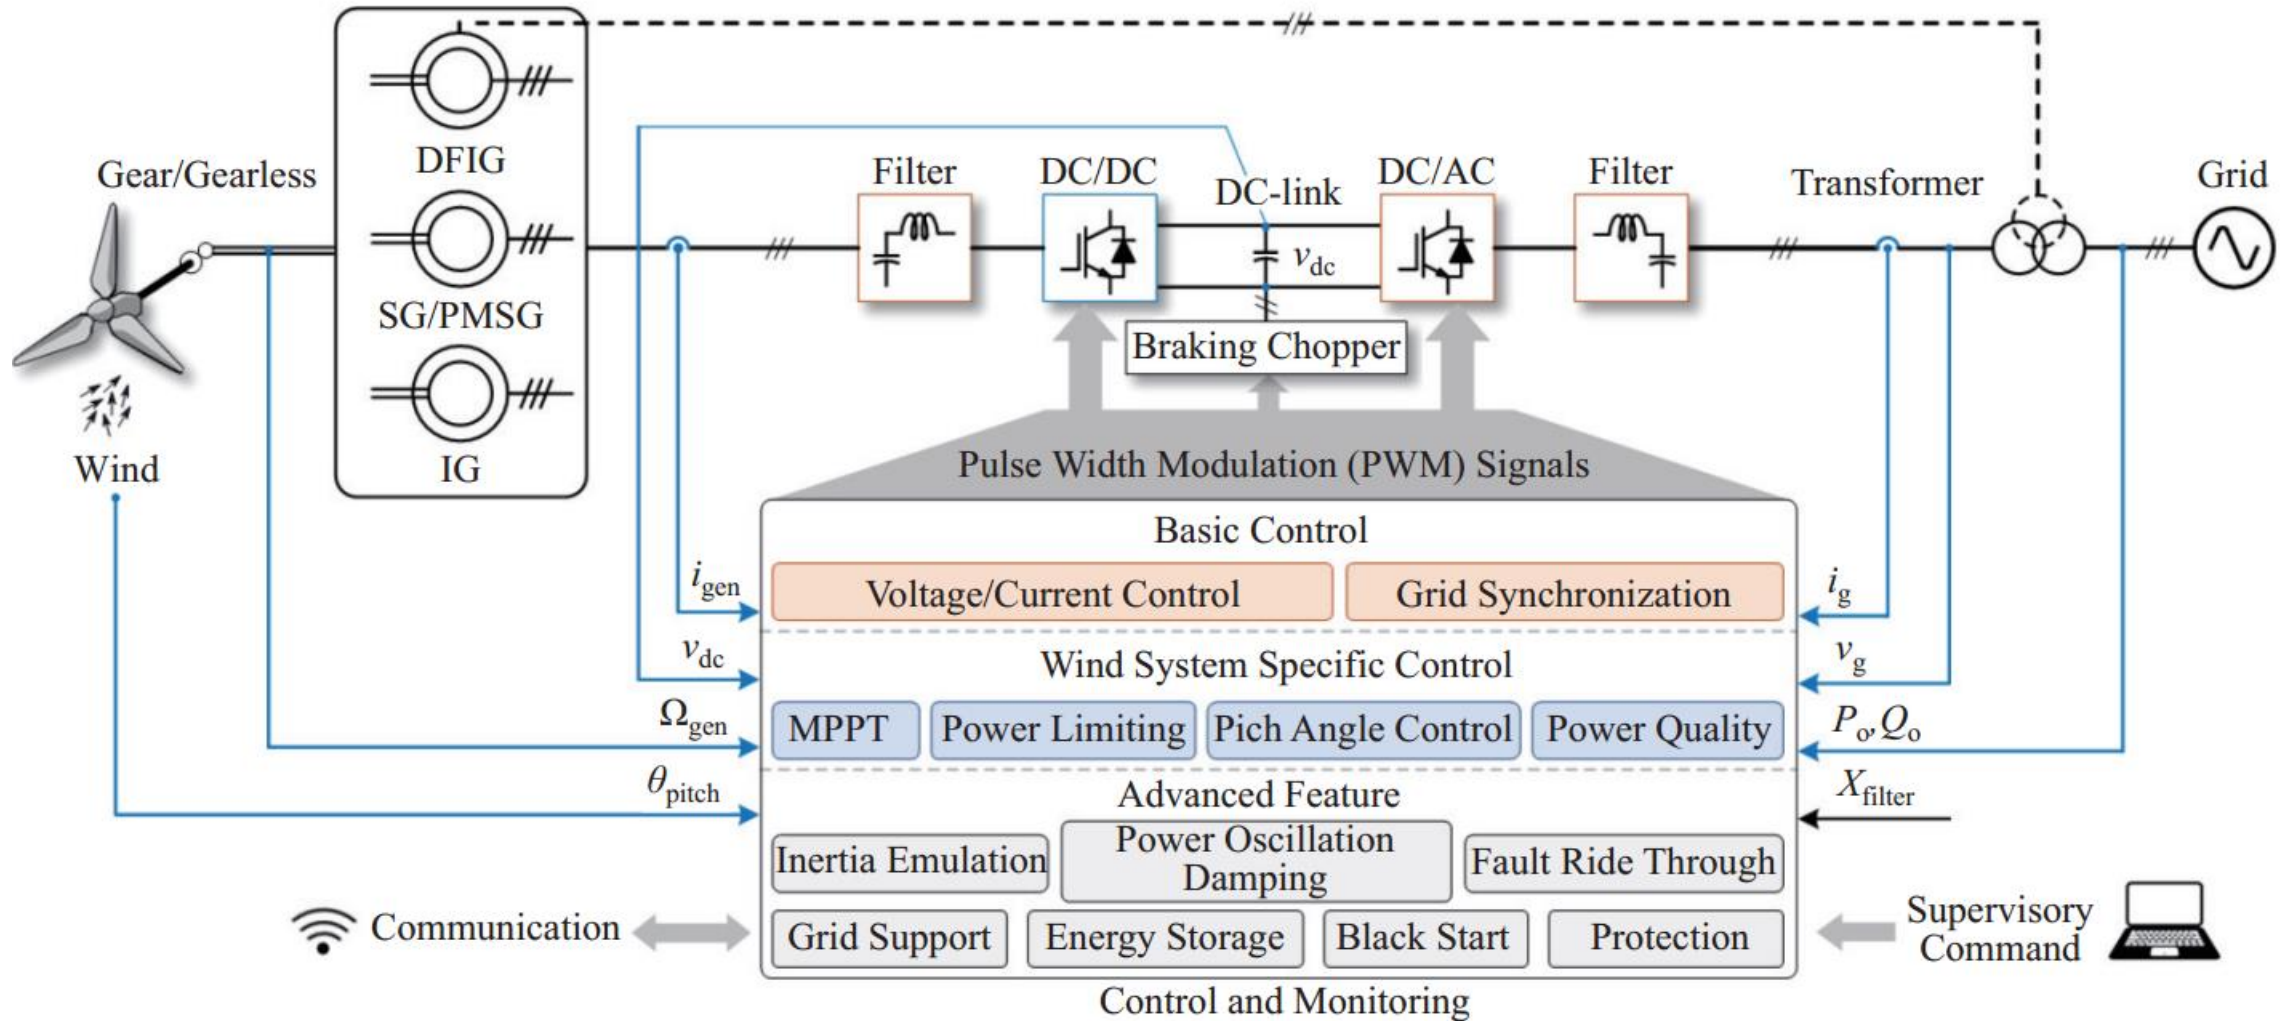 Gear/Gearless
DFIG
SG/PMSG
IG
Wind
Filter
DC/DC
DC-link
v_dc
DC/AC
Filter
Transformer
Grid
Braking Chopper
Pulse Width Modulation (PWM) Signals
Basic Control
Voltage/Current Control
Grid Synchronization
Wind System Specific Control
MPPT
Power Limiting
Pich Angle Control
Power Quality
Advanced Feature
Inertia Emulation
Power Oscillation
Damping
Fault Ride Through
Grid Support
Energy Storage
Black Start
Protection
Control and Monitoring
i_gen
v_dc
Ω_gen
θ_pitch
Communication
i_g
v_g
P_o,Q_o
X_filter
Supervisory
Command